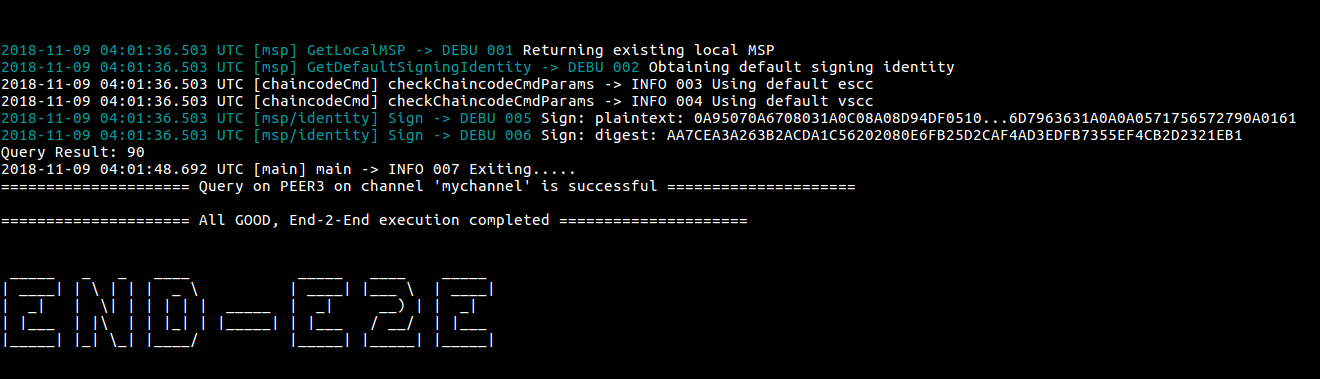 2018-11-09 04:01:36.503 UTC [msp] GetLocalMSP -> DEBU 001 Returning existing local MSP
2018-11-09 04:01:36.503 UTC [msp] GetDefaultSigningIdentity -> DEBU 002 Obtaining default signing identity
2018-11-09 04:01:36.503 UTC [chaincodeCmd] checkChaincodeCmdParams -> INFO 003 Using default escc
2018-11-09 04:01:36.503 UTC [chaincodeCmd] checkChaincodeCmdParams -> INFO 004 Using default vscc
2018-11-09 04:01:36.503 UTC [msp/identity] Sign -> DEBU 005 Sign: plaintext: 0A95070A6708031A0C08A08D94DF0510...6D7963631A0A0A0571756572790A0161
2018-11-09 04:01:36.503 UTC [msp/identity] Sign -> DEBU 006 Sign: digest: AA7CEA3A263B2ACDA1C56202080E6FB25D2CAF4AD3EDFB7355EF4CB2D2321EB1
Query Result: 90
2018-11-09 04:01:48.692 UTC [main] main -> INFO 007 Exiting.....
===================== Query on PEER3 on channel 'mychannel' is successful =====================
===================== All GOOD, End-2-End execution completed =====================
END-E2E